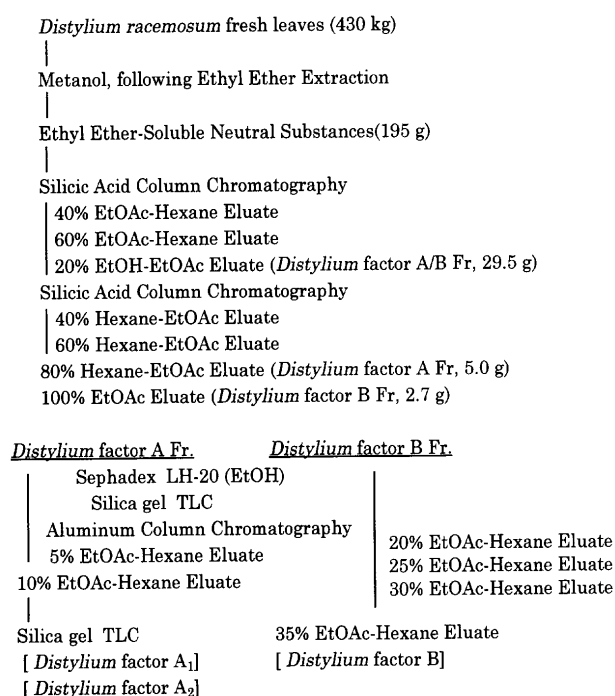 Distylium racemosum fresh leaves (430 kg)
Metanol, following Ethyl Ether Extraction
Ethyl Ether-Soluble Neutral Substances(195 g)
Silicic Acid Column Chromatography
40% EtOAc-Hexane Eluate
60% EtOAc-Hexane Eluate
20% EtOH-EtOAc Eluate (Distylium factor A/B Fr, 29.5 g)
Silicic Acid Column Chromatography
40% Hexane-EtOAc Eluate
60% Hexane-EtOAc Eluate
80% Hexane-EtOAc Eluate (Distylium factor A Fr, 5.0 g)
100% EtOAc Eluate (Distylium factor B Fr, 2.7 g)
Distylium factor A Fr.
Sephadex LH-20 (EtOH)
Silica gel TLC
Aluminum Column Chromatography
5% EtOAc-Hexane Eluate
10% EtOAc-Hexane Eluate
Silica gel TLC
[ Distylium factor A₁]
[ Distylium factor A₂]
Distylium factor B Fr.
20% EtOAc-Hexane Eluate
25% EtOAc-Hexane Eluate
30% EtOAc-Hexane Eluate
35% EtOAc-Hexane Eluate
[ Distylium factor B]